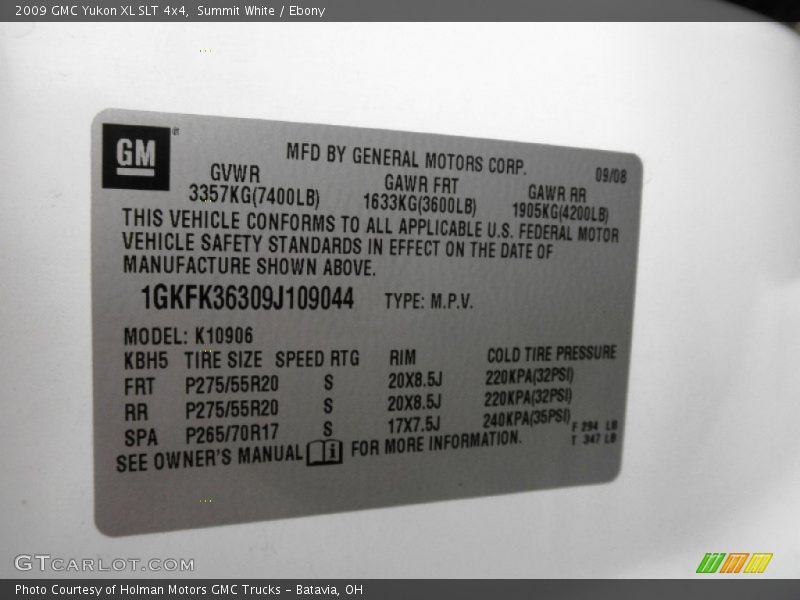 2009 GMC Yukon XL SLT 4x4, Summit White / Ebony
GM
®
MFD BY GENERAL MOTORS CORP.
09/08
GVWR GAWR FRT GAWR RR
3357KG(7400LB) 1633KG(3600LB) 1905KG(4200LB)
THIS VEHICLE CONFORMS TO ALL APPLICABLE U.S. FEDERAL MOTOR
VEHICLE SAFETY STANDARDS IN EFFECT ON THE DATE OF
MANUFACTURE SHOWN ABOVE.
1GKFK36309J109044 TYPE: M.P.V.
MODEL: K10906
KBH5 TIRE SIZE SPEED RTG RIM COLD TIRE PRESSURE
FRT P275/55R20 S 20X8.5J 220KPA(32PSI)
RR P275/55R20 S 20X8.5J 220KPA(32PSI)
SPA P265/70R17 S 17X7.5J 240KPA(35PSI)
F 294 LB
T 347 LB
SEE OWNER'S MANUAL i FOR MORE INFORMATION.
GTCARLOT.COM
Photo Courtesy of Holman Motors GMC Trucks - Batavia, OH